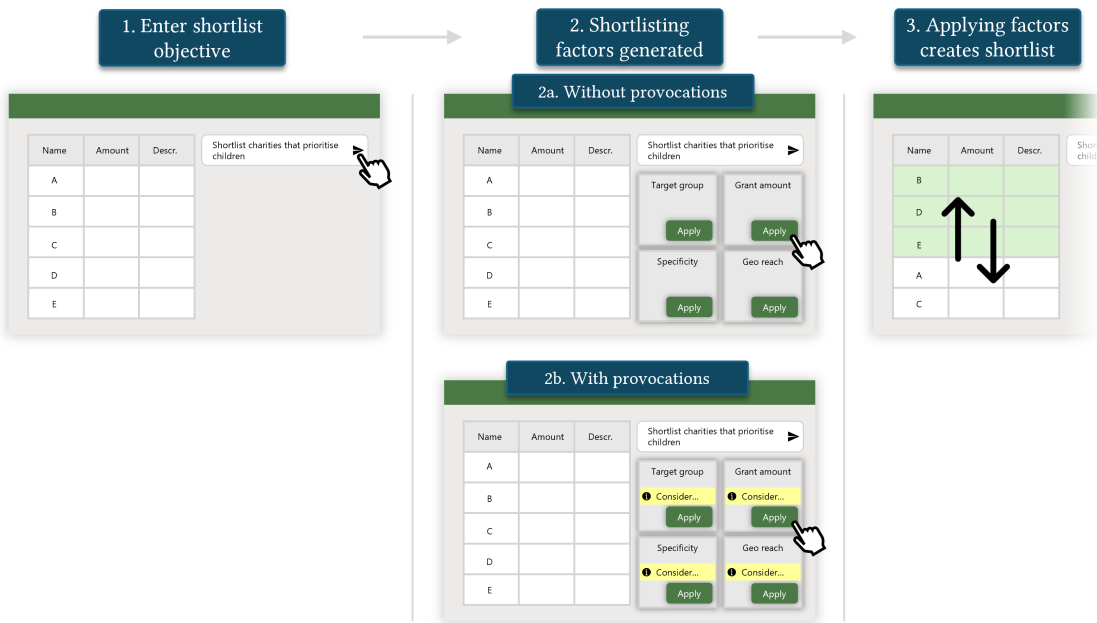 1. Enter shortlist
objective
2. Shortlisting
factors generated
3. Applying factors
creates shortlist
Name Amount Descr.
A
B
C
D
E
Shortlist charities that prioritise
children
2a. Without provocations
Name Amount Descr.
A
B
C
D
E
Shortlist charities that prioritise
children
Target group Grant amount
Apply Apply
Specificity Geo reach
Apply Apply
Name Amount Descr.
B
D
E
A
C
2b. With provocations
Name Amount Descr.
A
B
C
D
E
Shortlist charities that prioritise
children
Target group Grant amount
Consider... Consider...
Apply Apply
Specificity Geo reach
Consider... Consider...
Apply Apply